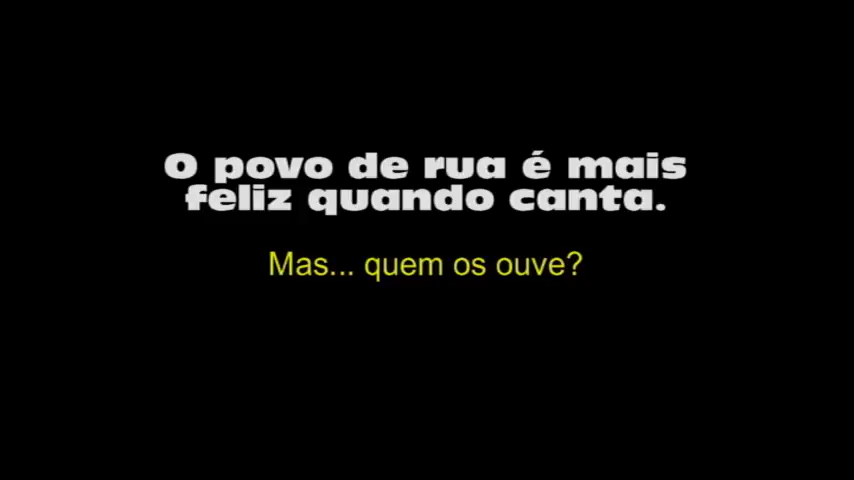 O povo de rua é mais
feliz quando canta.
Mas... quem os ouve?